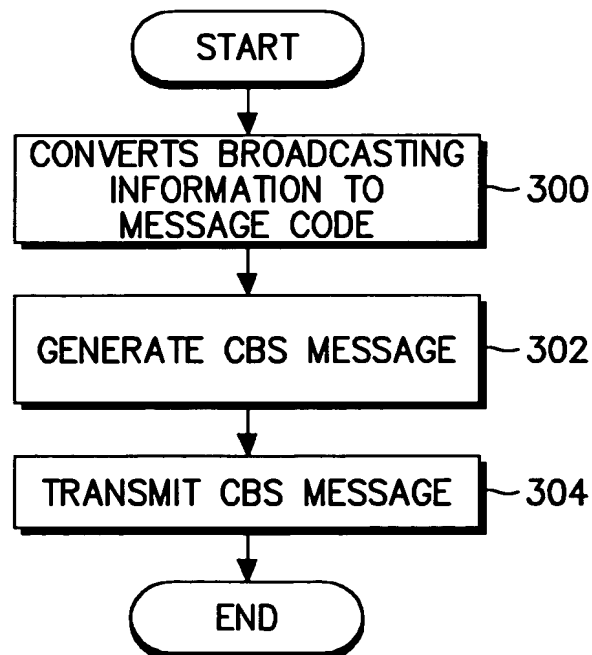 START
CONVERTS BROADCASTING
INFORMATION TO
MESSAGE CODE
300
GENERATE CBS MESSAGE
302
TRANSMIT CBS MESSAGE
304
END